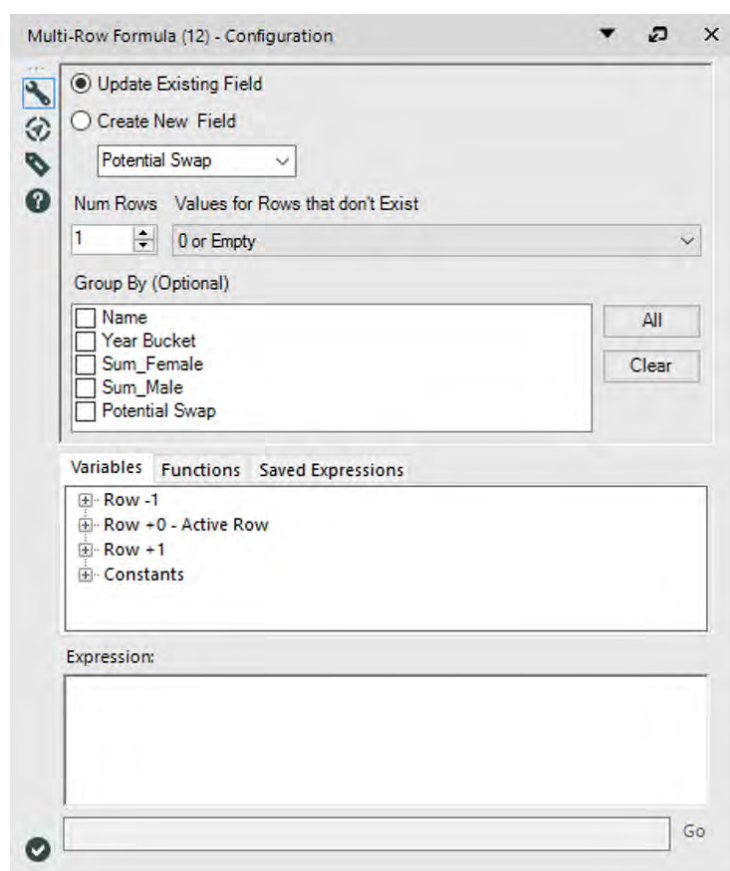 Multi-Row Formula (12) - Configuration
Update Existing Field
Create New Field
Potential Swap
Num Rows Values for Rows that don't Exist
1 0 or Empty
Group By (Optional)
Name
Year Bucket
Sum_Female
Sum_Male
Potential Swap
All
Clear
Variables Functions Saved Expressions
Row -1
Row +0 - Active Row
Row +1
Constants
Expression:
Go